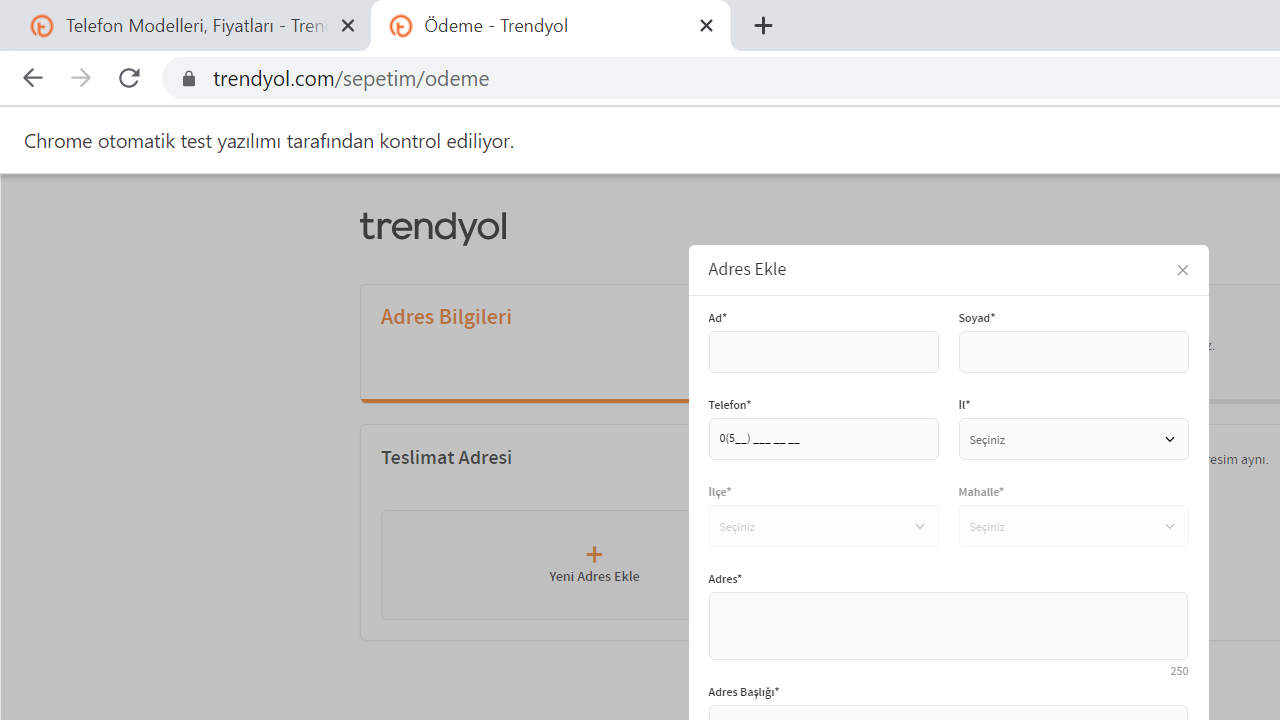 Telefon Modelleri, Fiyatları - Tren
Ödeme - Trendyol
trendyol.com/sepetim/odeme
Chrome otomatik test yazılımı tarafından kontrol ediliyor.
trendyol
Adres Ekle
Adres Bilgileri
Ad*
Soyad*
Telefon*
İl*
0(5__) ___ __ __
Seçiniz
Teslimat Adresi
resim aynı.
İlçe*
Mahalle*
Seçiniz
Seçiniz
Yeni Adres Ekle
Adres*
250
Adres Başlığı*